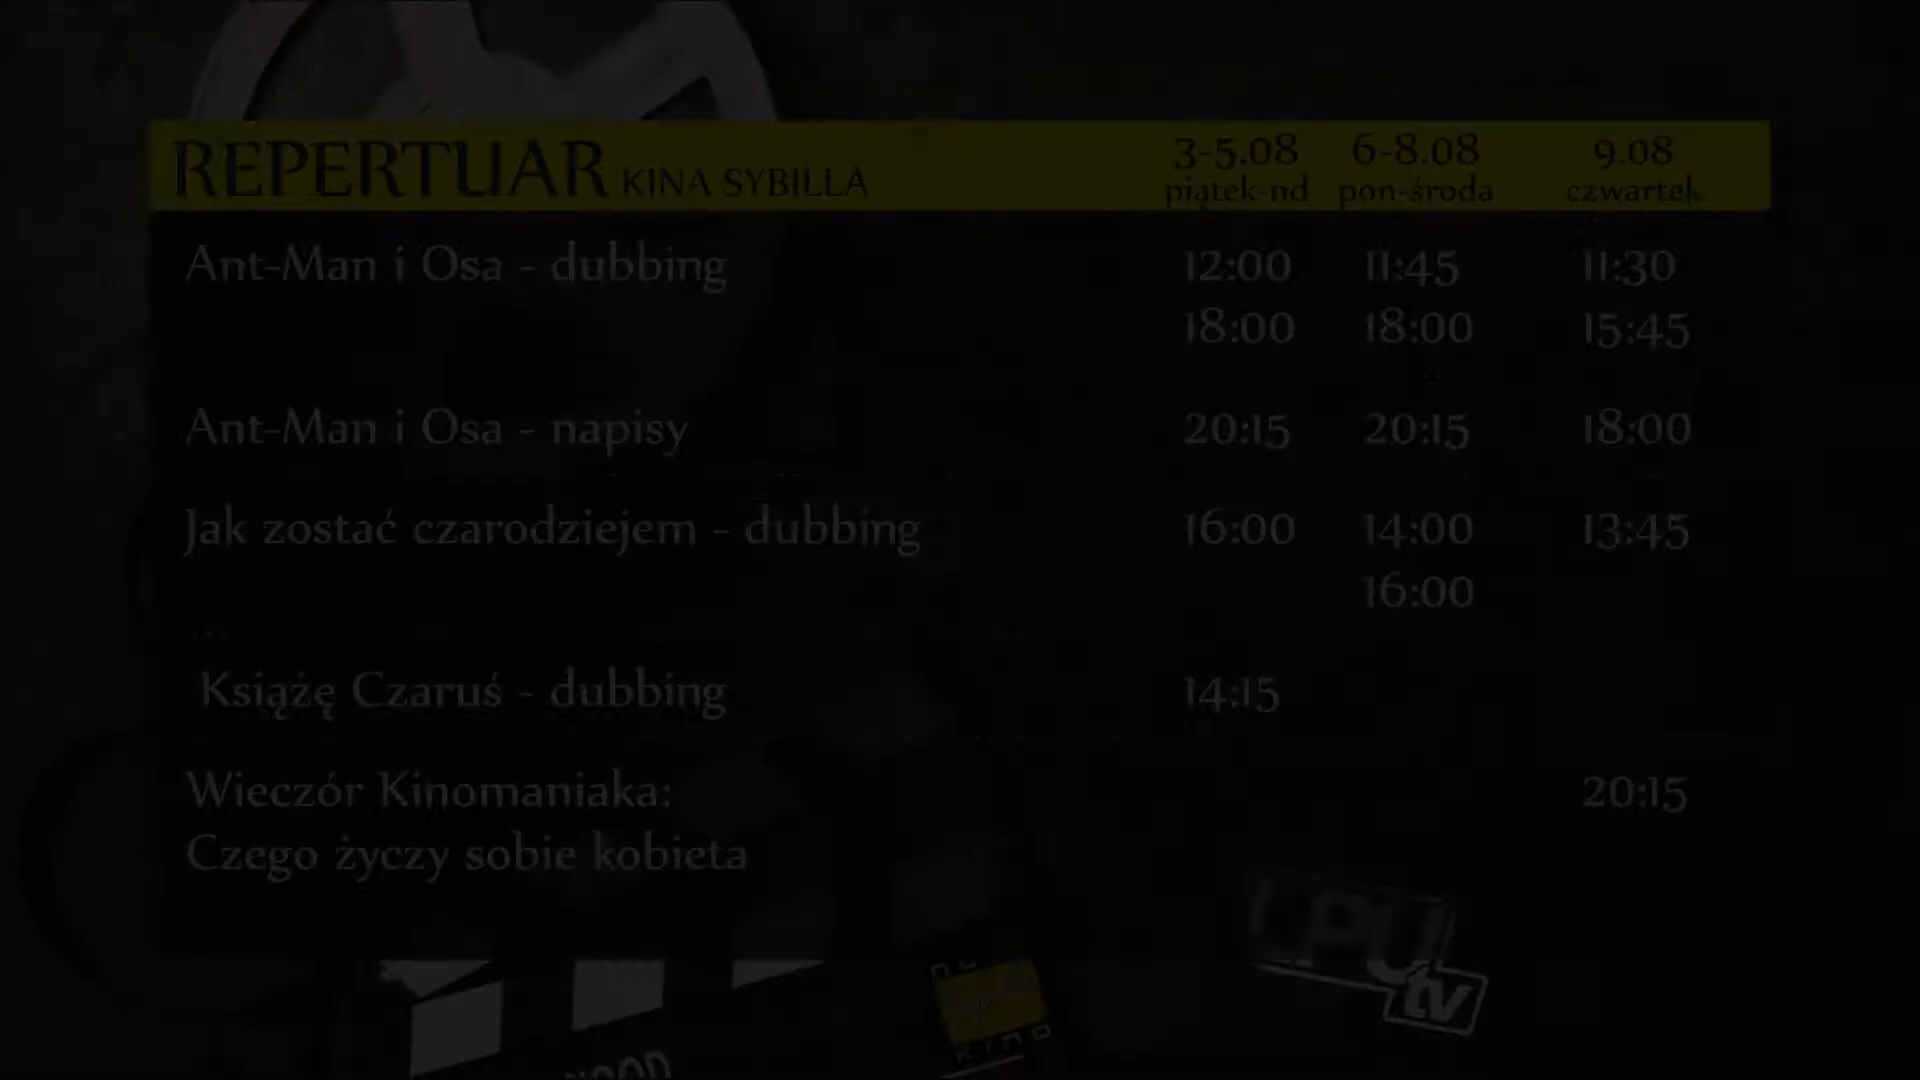 REPERTUAR KINA SYBILLA 3-5.08 6-8.08 9.08
piątek-nd pon-środa czwartek
Ant-Man i Osa - dubbing 12:00 11:45 11:30
18:00 18:00 15:45
Ant-Man i Osa - napisy 20:15 20:15 18:00
Jak zostać czarodziejem - dubbing 16:00 14:00 13:45
16:00
...
Książę Czaruś - dubbing 14:15
Wieczór Kinomaniaka: 20:15
Czego życzy sobie kobieta
tv
KINO